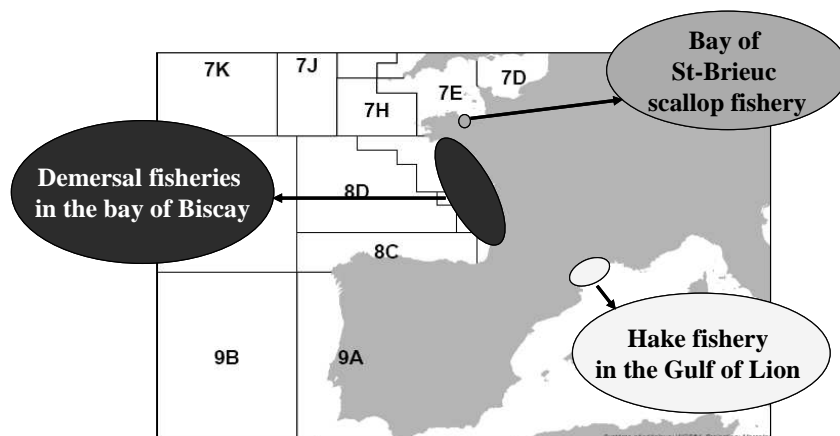 Bay of
St-Brieuc
scallop fishery
7K
7J
7H
7E
7D
Demersal fisheries
in the bay of Biscay
8D
8C
Hake fishery
in the Gulf of Lion
9B
9A